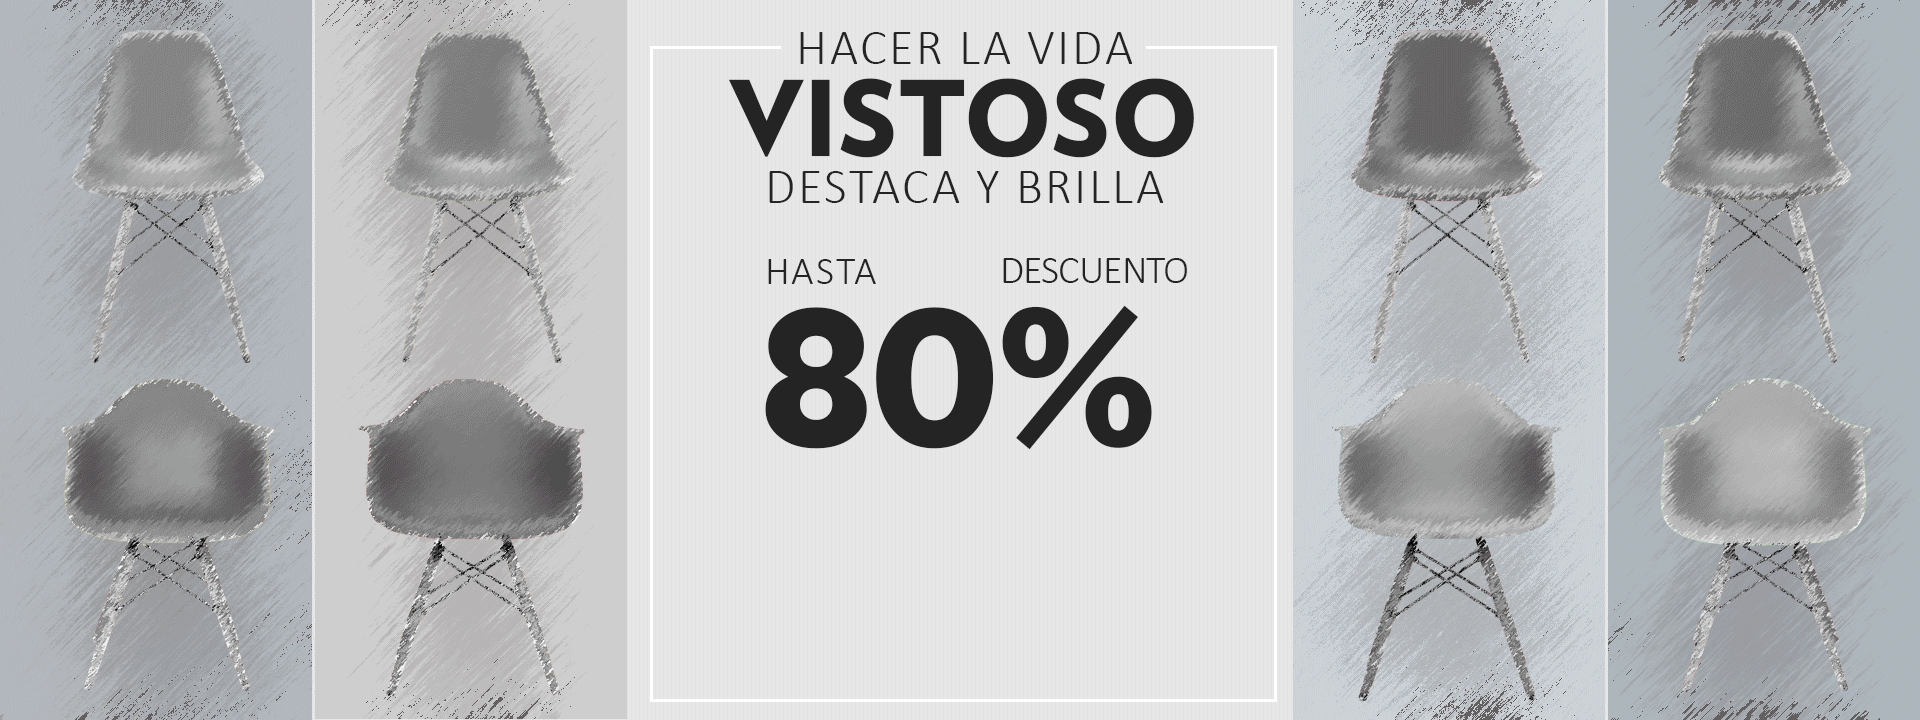 HACER LA VIDA
VISTOSO
DESTACA Y BRILLA
HASTA DESCUENTO
80%